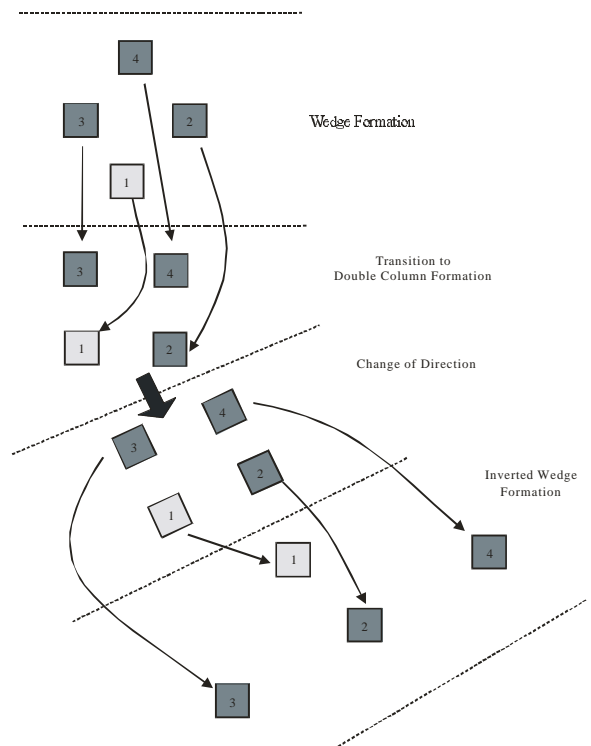 4
3
2
Wedge Formation
1
Transition to
Double Column Formation
3
4
1
2
Change of Direction
4
3
2
Inverted Wedge
Formation
1
4
1
2
3